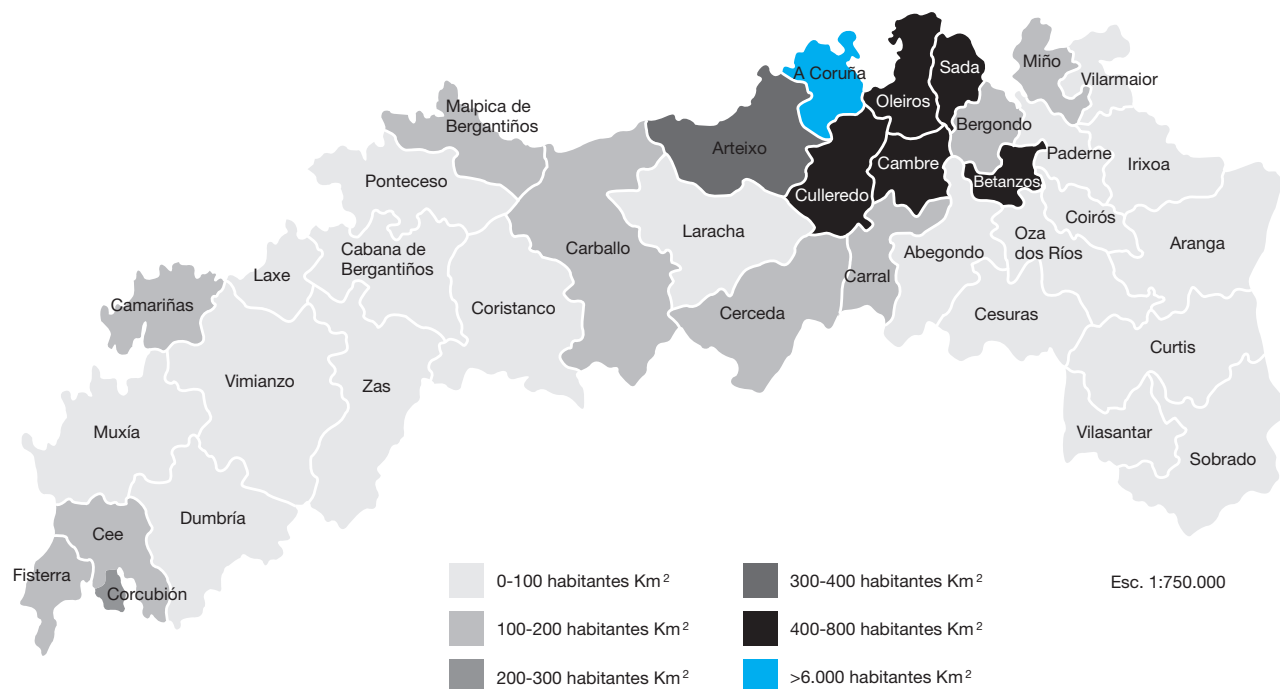 A Coruña
Sada
Oleiros
Miño
Vilarmaior
Malpica de
Bergantiños
Arteixo
Bergondo
Paderne
Irixoa
Ponteceso
Culleredo
Cambre
Betanzos
Coirós
Laracha
Carballo
Cabana de
Bergantiños
Laxe
Abegondo
Oza
dos Ríos
Aranga
Camariñas
Coristanco
Cerceda
Carral
Cesuras
Curtis
Vimianzo
Zas
Muxía
Vilasantar
Sobrado
Dumbría
Cee
Fisterra
Corcubión
0-100 habitantes Km²
100-200 habitantes Km²
200-300 habitantes Km²
300-400 habitantes Km²
400-800 habitantes Km²
>6.000 habitantes Km²
Esc. 1:750.000